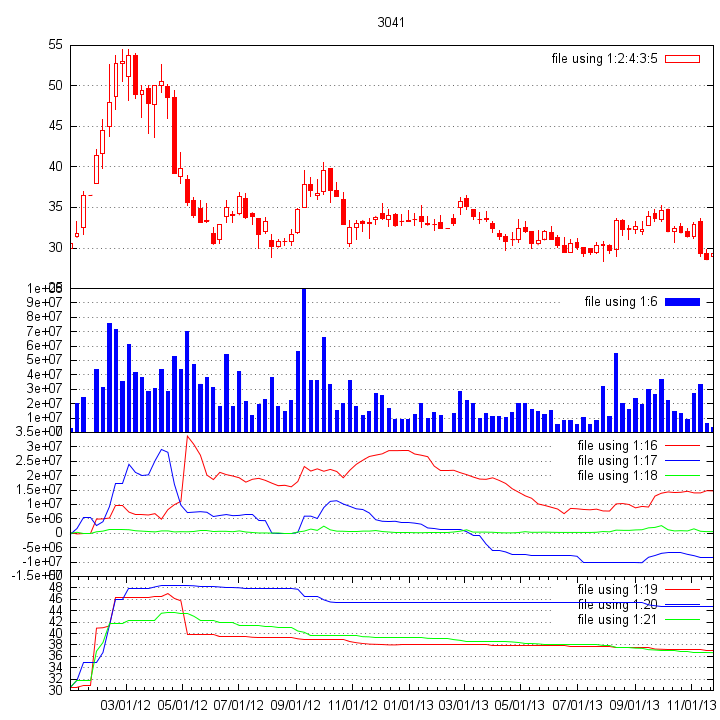 3041
file using 1:2:4:3:5
55
50
45
40
35
30
file using 1:6
9e+07
8e+07
7e+07
6e+07
5e+07
4e+07
3e+07
2e+07
1e+07
file using 1:16
file using 1:17
file using 1:18
3e+07
2.5e+07
2e+07
1.5e+07
1e+07
5e+06
0
-5e+06
-1e+07
file using 1:19
file using 1:20
file using 1:21
48
46
44
42
40
38
36
34
32
30
03/01/12 05/01/12 07/01/12 09/01/12 11/01/12 01/01/13 03/01/13 05/01/13 07/01/13 09/01/13 11/01/13